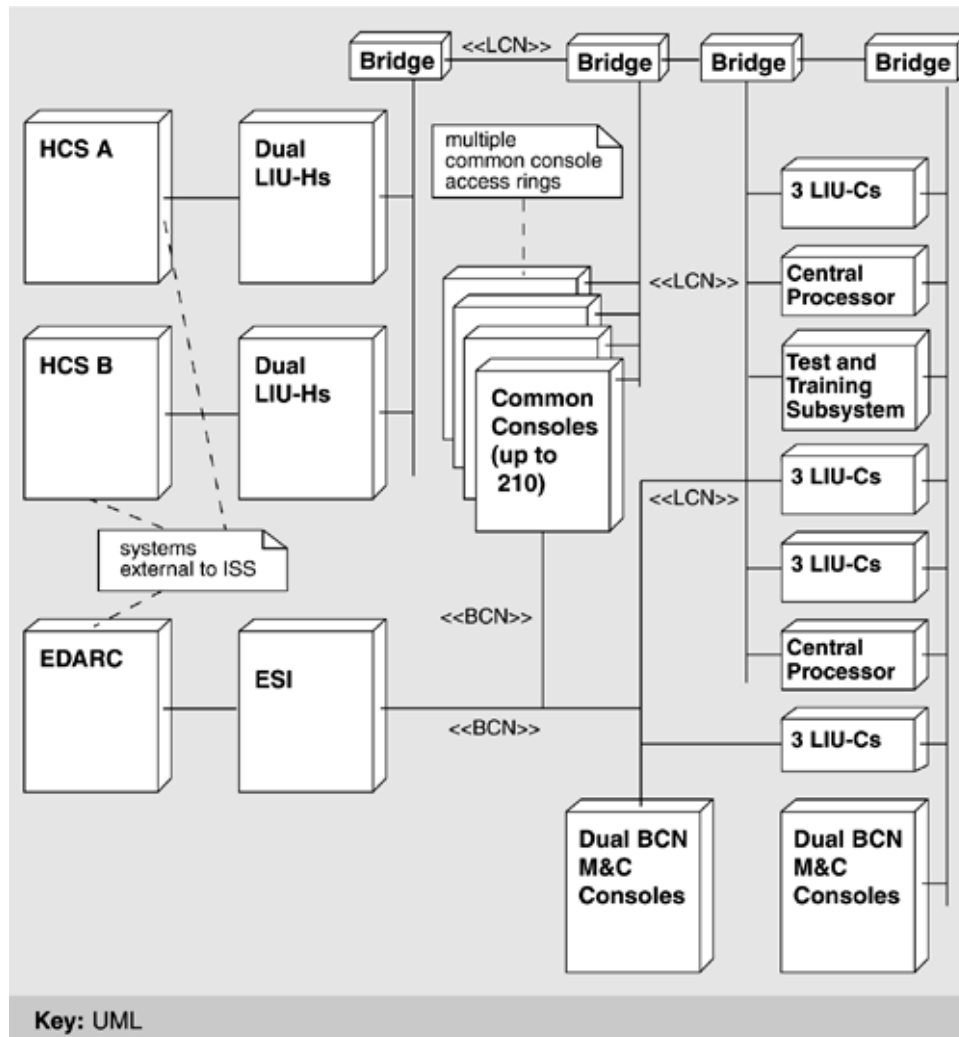 Bridge
<<LCN>>
Bridge
Bridge
Bridge
HCS A
Dual
LIU-Hs
multiple
common console
access rings
3 LIU-Cs
<<LCN>>
Central
Processor
HCS B
Dual
LIU-Hs
Test and
Training
Subsystem
Common
Consoles
(up to
210)
<<LCN>>
3 LIU-Cs
systems
external to ISS
3 LIU-Cs
<<BCN>>
EDARC
ESI
Central
Processor
<<BCN>>
3 LIU-Cs
Dual BCN
M&C
Consoles
Dual BCN
M&C
Consoles
Key: UML